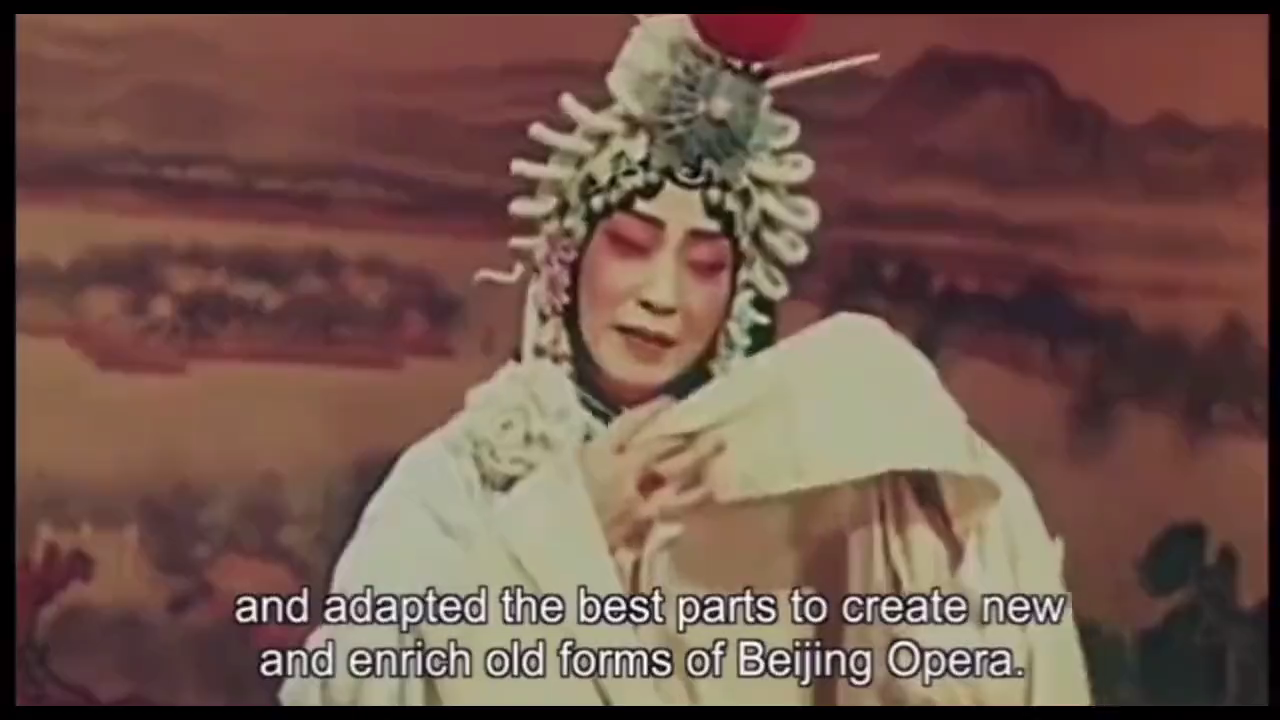 and adapted the best parts to create new
and enrich old forms of Beijing Opera.